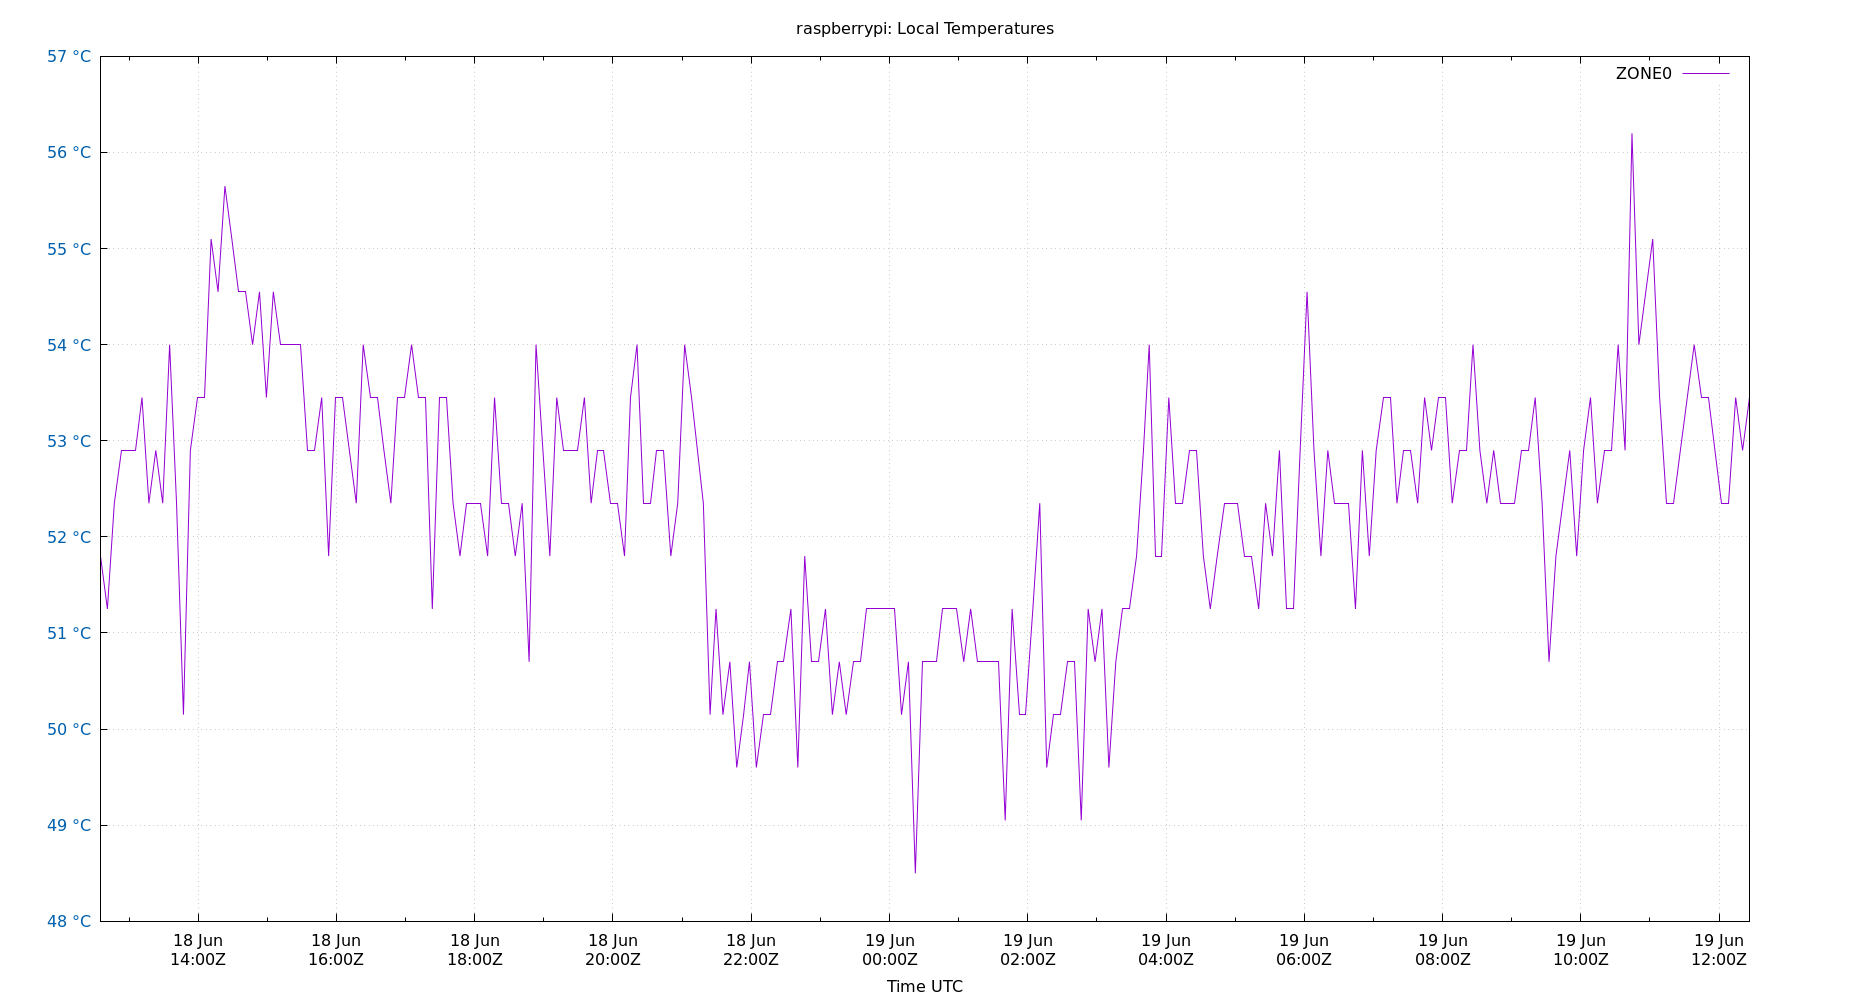 raspberrypi: Local Temperatures
57 °C
ZONE0
56 °C
55 °C
54 °C
53 °C
52 °C
51 °C
50 °C
49 °C
48 °C
18 Jun 18 Jun 18 Jun 18 Jun 18 Jun 19 Jun 19 Jun 19 Jun 19 Jun 19 Jun 19 Jun 19 Jun
14:00Z 16:00Z 18:00Z 20:00Z 22:00Z 00:00Z 02:00Z 04:00Z 06:00Z 08:00Z 10:00Z 12:00Z
Time UTC